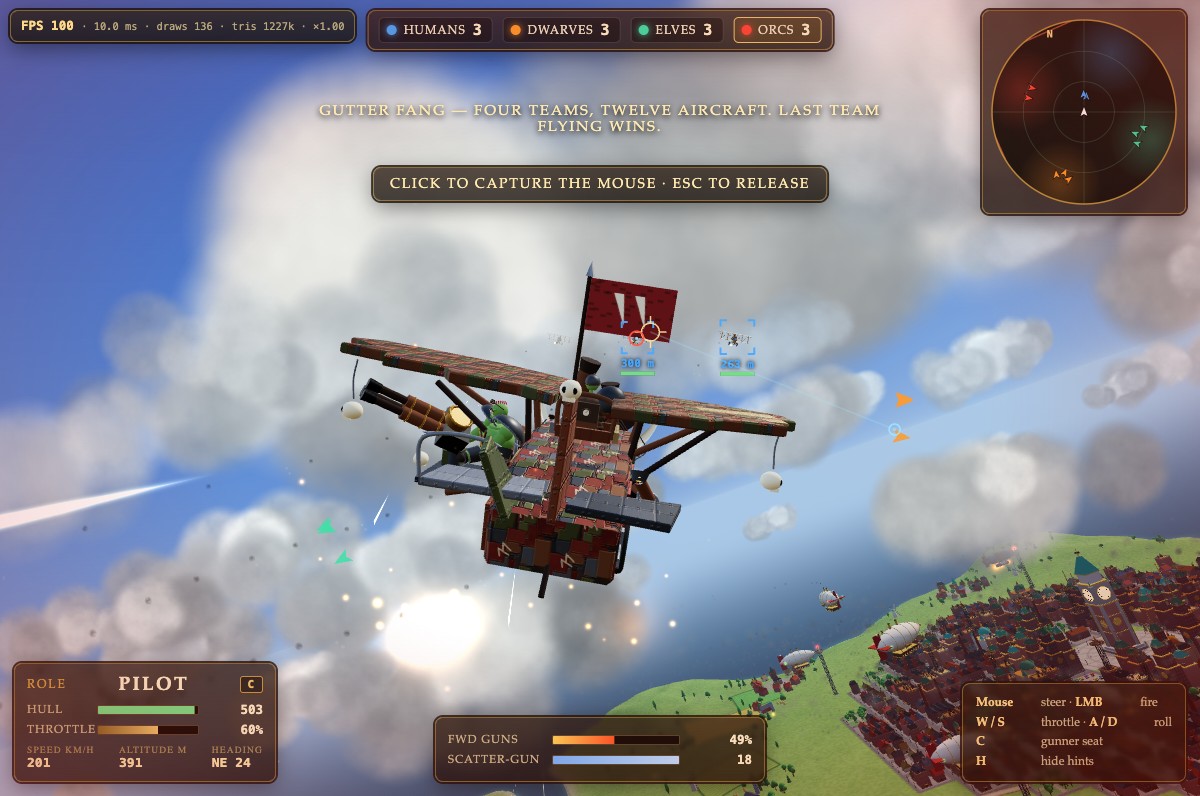 FPS 100 · 10.0 ms · draws 136 · tris 1227k · ×1.00
HUMANS 3
DWARVES 3
ELVES 3
ORCS 3
N
GUTTER FANG — FOUR TEAMS, TWELVE AIRCRAFT. LAST TEAM
FLYING WINS.
CLICK TO CAPTURE THE MOUSE · ESC TO RELEASE
300 m
263 m
ROLE PILOT C
HULL 503
THROTTLE 60%
SPEED KM/H ALTITUDE M HEADING
201 391 NE 24
FWD GUNS 49%
SCATTER-GUN 18
Mouse steer · LMB fire
W / S throttle · A / D roll
C gunner seat
H hide hints